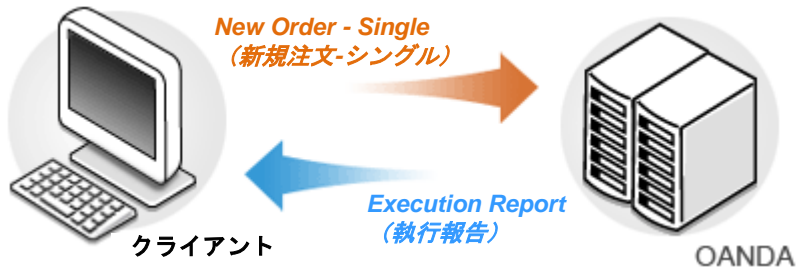 New Order - Single
（新規注文-シングル）
Execution Report
（執行報告）
クライアント
OANDA